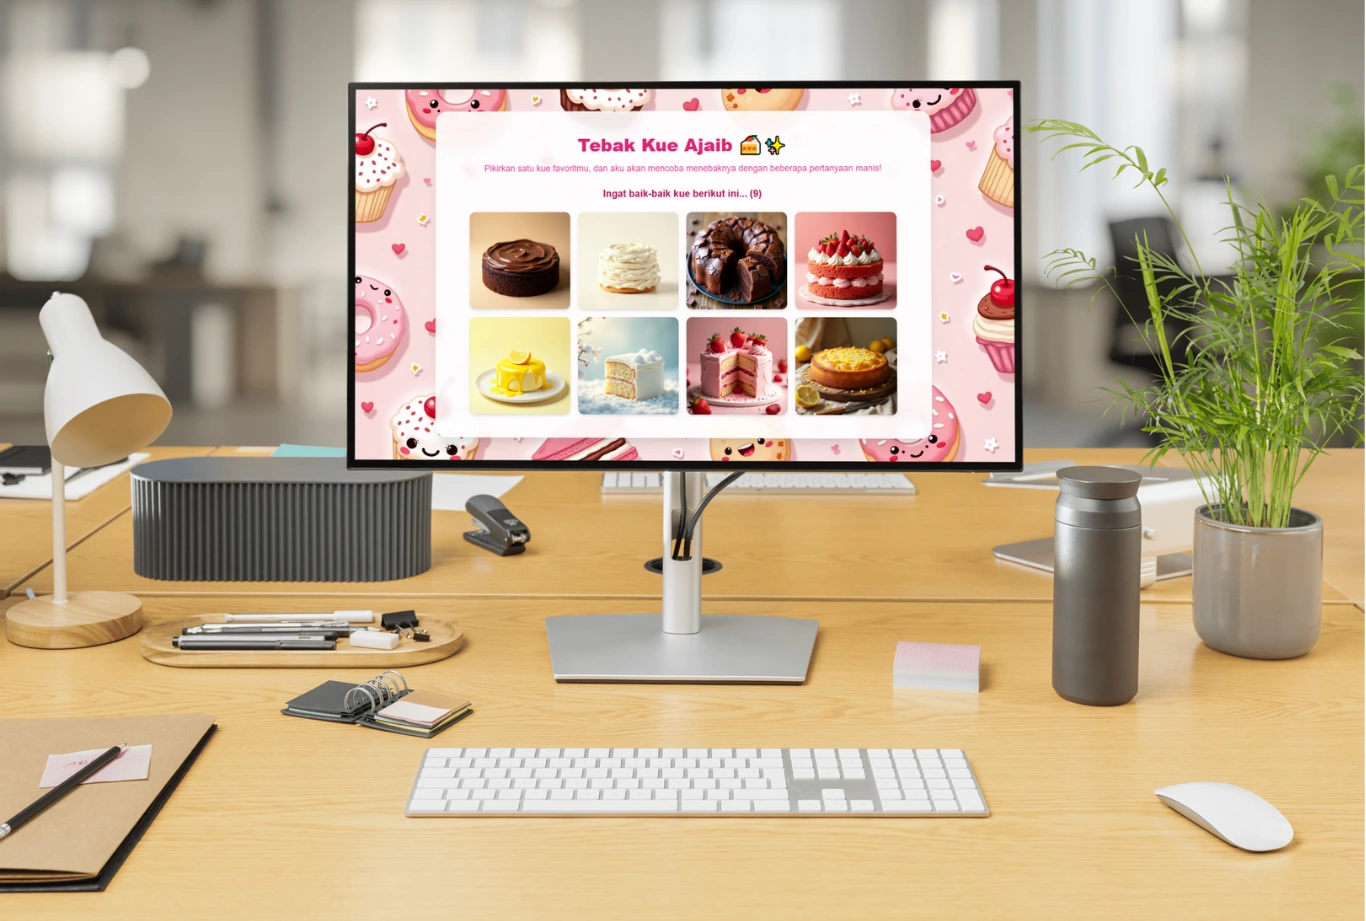 Tebak Kue Ajaib 🍰✨
Pikirkan satu kue favoritmu, dan aku akan mencoba menebaknya dengan beberapa pertanyaan manis!
Ingat baik-baik kue berikut ini... (9)